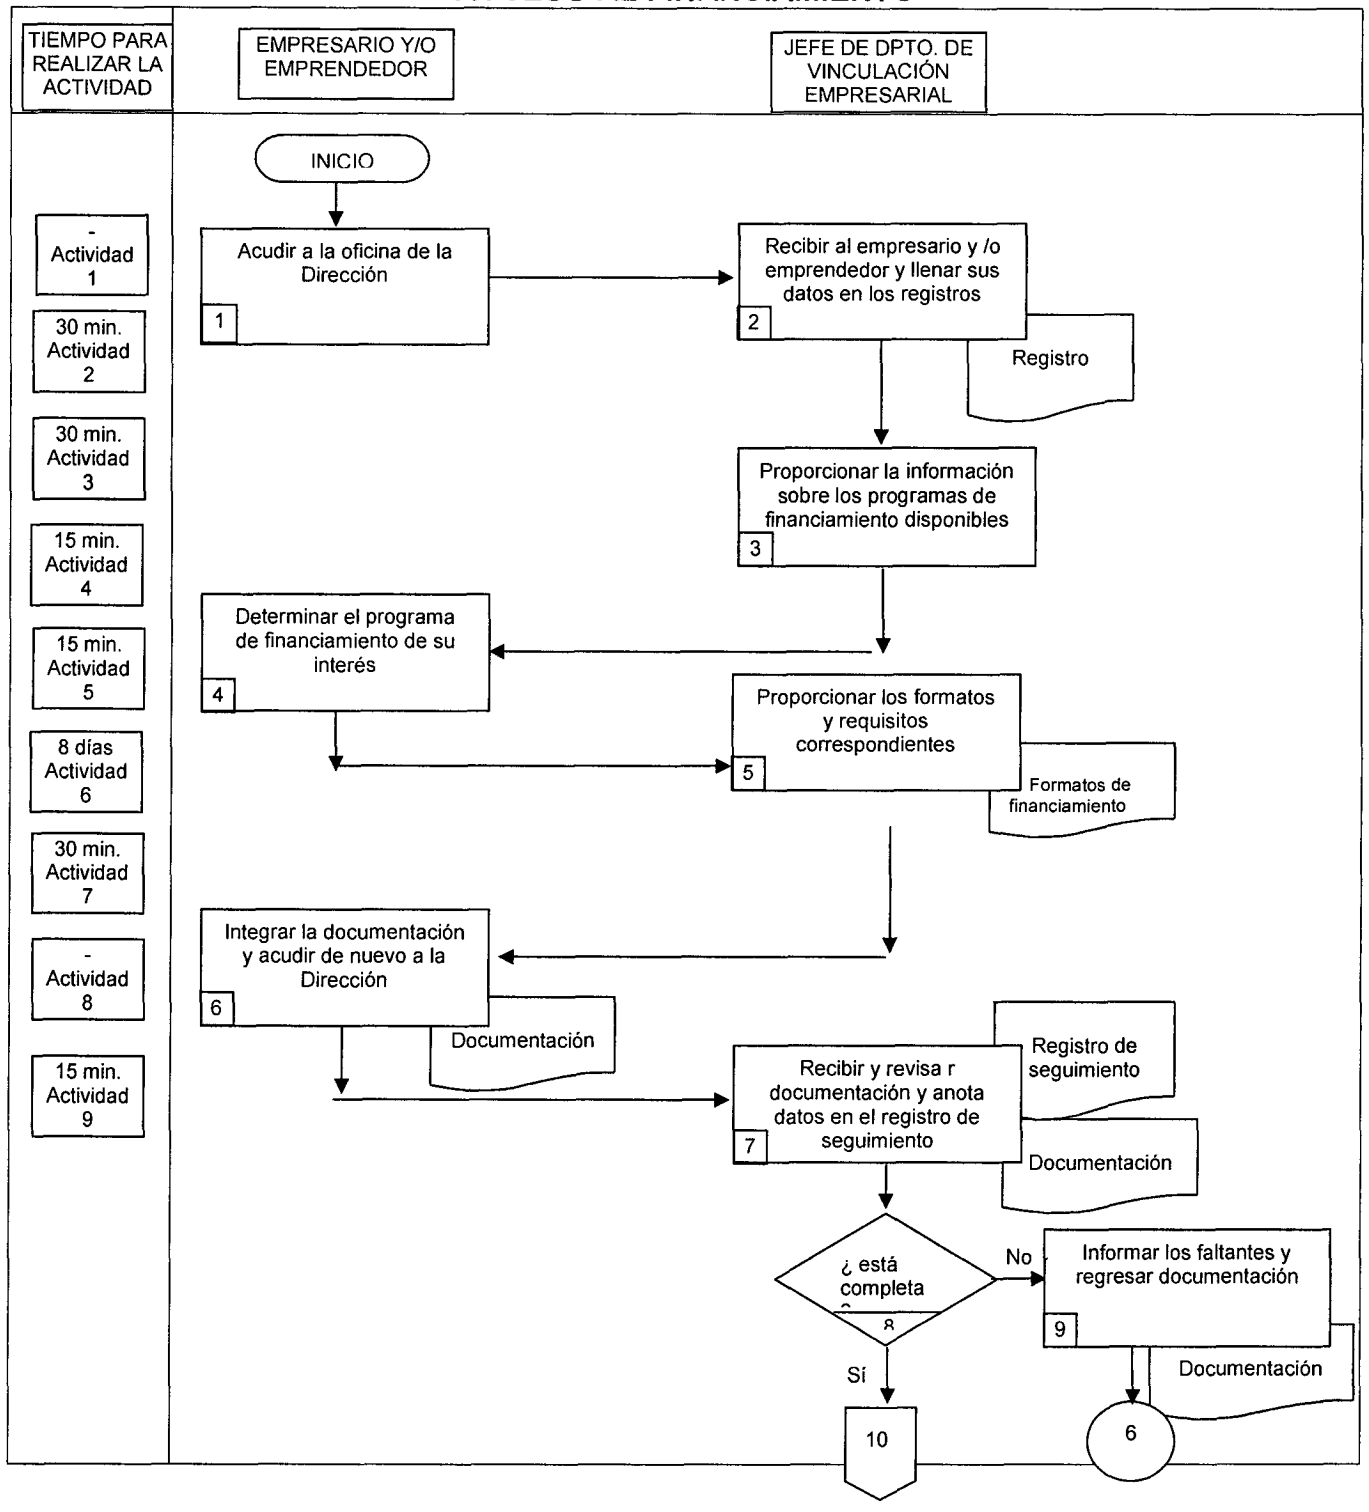 TIEMPO PARA
REALIZAR LA
ACTIVIDAD
EMPRESARIO Y/O
EMPRENDEDOR
JEFE DE DPTO. DE
VINCULACIÓN
EMPRESARIAL
INICIO
-
Actividad
1
Acudir a la oficina de la
Dirección
1
Recibir al empresario y /o
emprendedor y llenar sus
datos en los registros
2
Registro
30 min.
Actividad
2
30 min.
Actividad
3
Proporcionar la información
sobre los programas de
financiamiento disponibles
3
15 min.
Actividad
4
Determinar el programa
de financiamiento de su
interés
4
15 min.
Actividad
5
Proporcionar los formatos
y requisitos
correspondientes
5
Formatos de
financiamiento
8 días
Actividad
6
30 min.
Actividad
7
Integrar la documentación
y acudir de nuevo a la
Dirección
6
Documentación
-
Actividad
8
Recibir y revisa r
documentación y anota
datos en el registro de
seguimiento
7
Registro de
seguimiento
Documentación
15 min.
Actividad
9
¿ está
completa
8
No
Informar los faltantes y
regresar documentación
9
Documentación
Sí
10
6